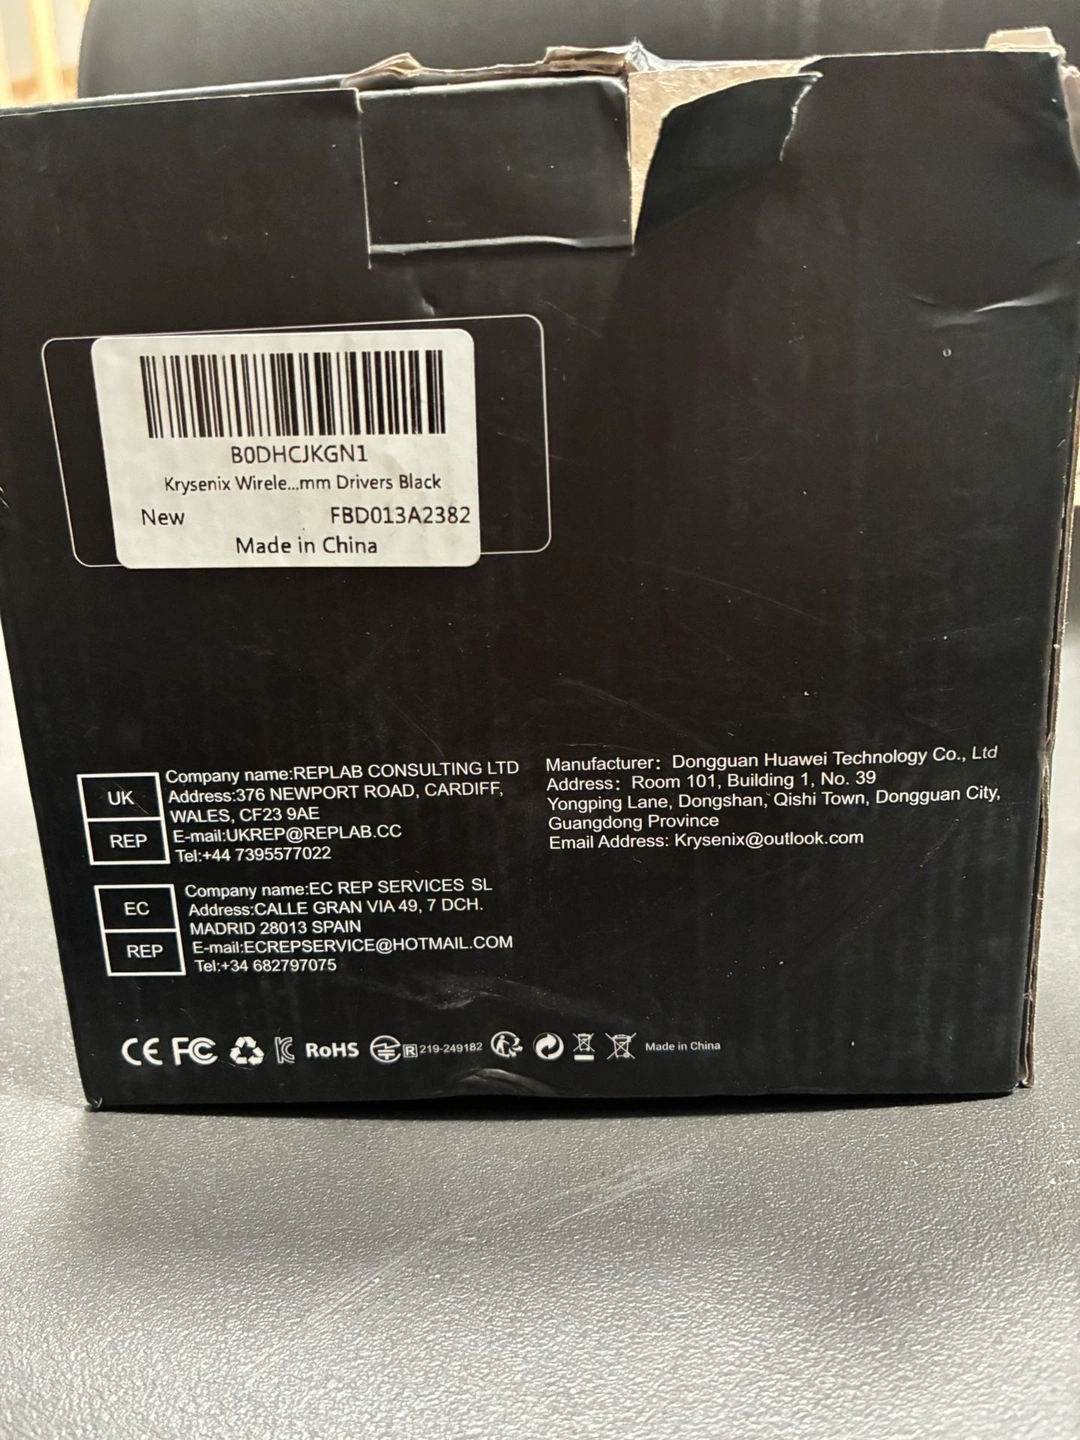 B0DHCJKGN1
Krysenix Wirele...mm Drivers Black
New FBD013A2382
Made in China
UK
REP
Company name:REPLAB CONSULTING LTD
Address:376 NEWPORT ROAD, CARDIFF,
WALES, CF23 9AE
E-mail:UKREP@REPLAB.CC
Tel:+44 7395577022
Manufacturer: Dongguan Huawei Technology Co., Ltd
Address: Room 101, Building 1, No. 39
Yongping Lane, Dongshan, Qishi Town, Dongguan City,
Guangdong Province
Email Address: Krysenix@outlook.com
EC
REP
Company name:EC REP SERVICES SL
Address:CALLE GRAN VIA 49, 7 DCH.
MADRID 28013 SPAIN
E-mail:ECREPSERVICE@HOTMAIL.COM
Tel:+34 682797075
CE FC RoHS R 219-249182 Made in China